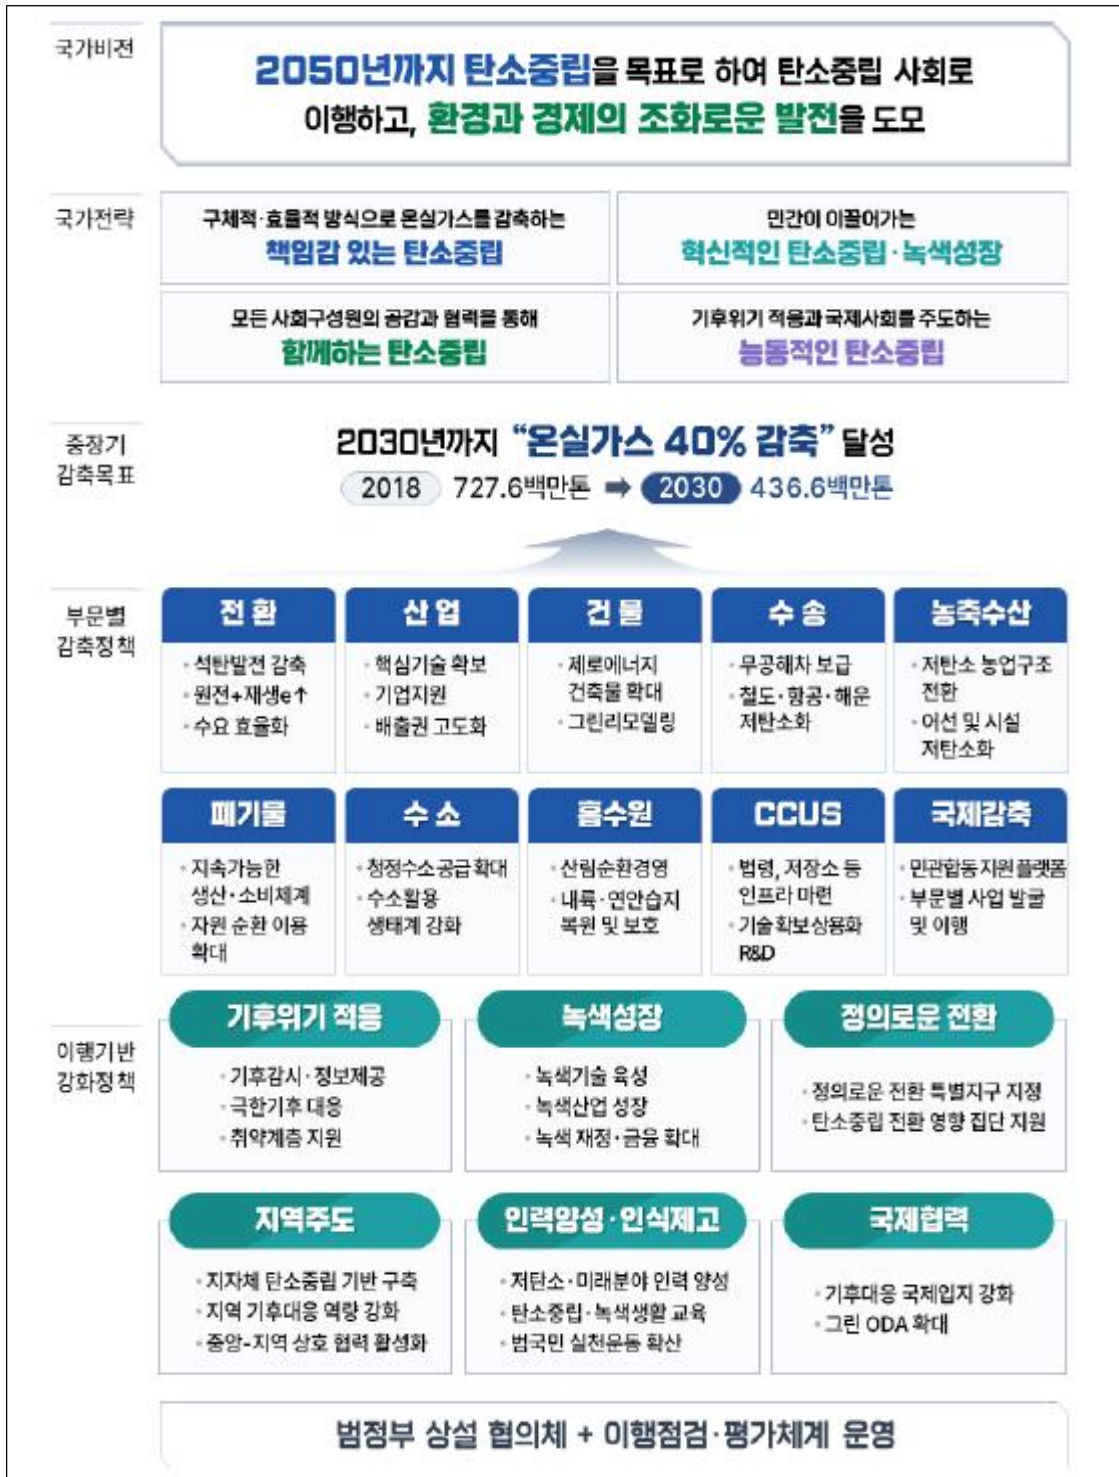 국가비전
2050년까지 탄소중립을 목표로 하여 탄소중립 사회로
이행하고, 환경과 경제의 조화로운 발전을 도모
국가전략
구체적·효율적 방식으로 온실가스를 감축하는
책임감 있는 탄소중립
민간이 이끌어가는
혁신적인 탄소중립·녹색성장
모든 사회구성원의 공감과 협력을 통해
함께하는 탄소중립
기후위기 적응과 국제사회를 주도하는
능동적인 탄소중립
중장기
감축목표
2030년까지 “온실가스 40% 감축” 달성
2018 727.6백만톤 ➡ 2030 436.6백만톤
부문별
감축정책
전환
• 석탄발전 감축
• 원전+재생e↑
• 수요 효율화
산업
• 핵심기술 확보
• 기업지원
• 배출권 고도화
건물
• 제로에너지
건축물 확대
• 그린리모델링
수송
• 무공해차 보급
• 철도·항공·해운
저탄소화
농축수산
• 저탄소 농업구조
전환
• 어선 및 시설
저탄소화
폐기물
• 지속가능한
생산·소비체계
• 자원 순환 이용
확대
수소
• 청정수소 공급 확대
• 수소활용
생태계 강화
흡수원
• 산림순환경영
• 내륙·연안습지
복원 및 보호
CCUS
• 법령, 저장소 등
인프라 마련
• 기술 확보 상용화
R&D
국제감축
• 민관합동 지원 플랫폼
• 부문별 사업 발굴
및 이행
이행기반
강화정책
기후위기 적응
• 기후감시·정보제공
• 극한기후 대응
• 취약계층 지원
녹색성장
• 녹색기술 육성
• 녹색산업 성장
• 녹색 재정·금융 확대
정의로운 전환
• 정의로운 전환 특별지구 지정
• 탄소중립 전환 영향 집단 지원
지역주도
• 지자체 탄소중립 기반 구축
• 지역 기후대응 역량 강화
• 중앙-지역 상호 협력 활성화
인력양성·인식제고
• 저탄소·미래분야 인력 양성
• 탄소중립·녹색생활 교육
• 범국민 실천운동 확산
국제협력
• 기후대응 국제입지 강화
• 그린 ODA 확대
범정부 상설 협의체 + 이행점검·평가체계 운영